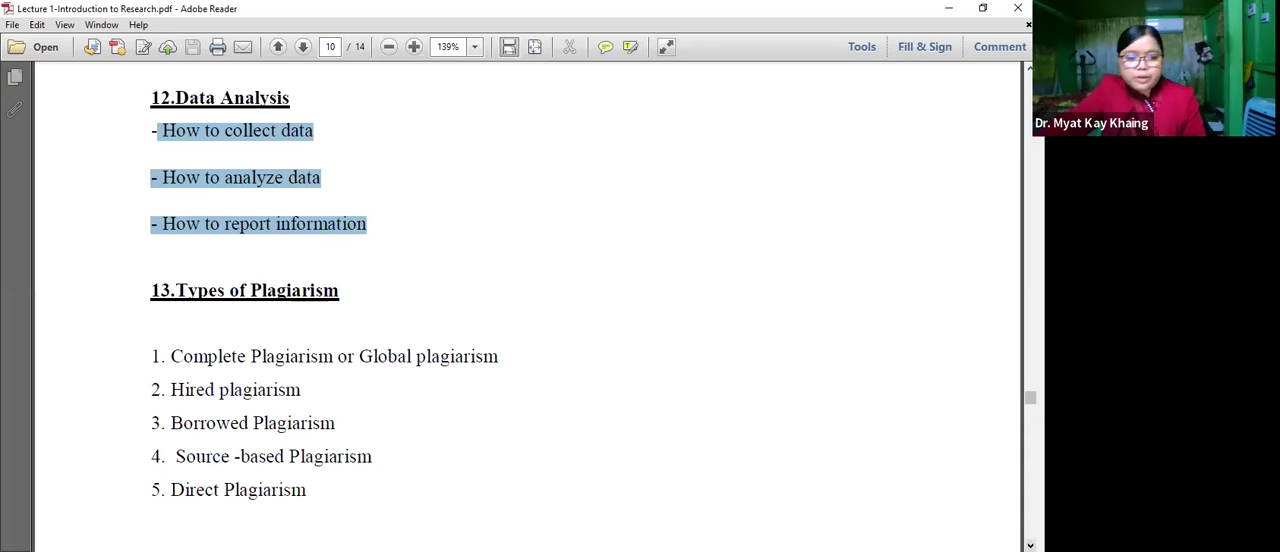 Lecture 1-Introduction to Research.pdf - Adobe Reader
File Edit View Window Help
Open 10 / 14 139% Tools Fill & Sign Comment
12.Data Analysis
- How to collect data
- How to analyze data
- How to report information
13.Types of Plagiarism
1. Complete Plagiarism or Global plagiarism
2. Hired plagiarism
3. Borrowed Plagiarism
4. Source -based Plagiarism
5. Direct Plagiarism
Dr. Myat Kay Khaing